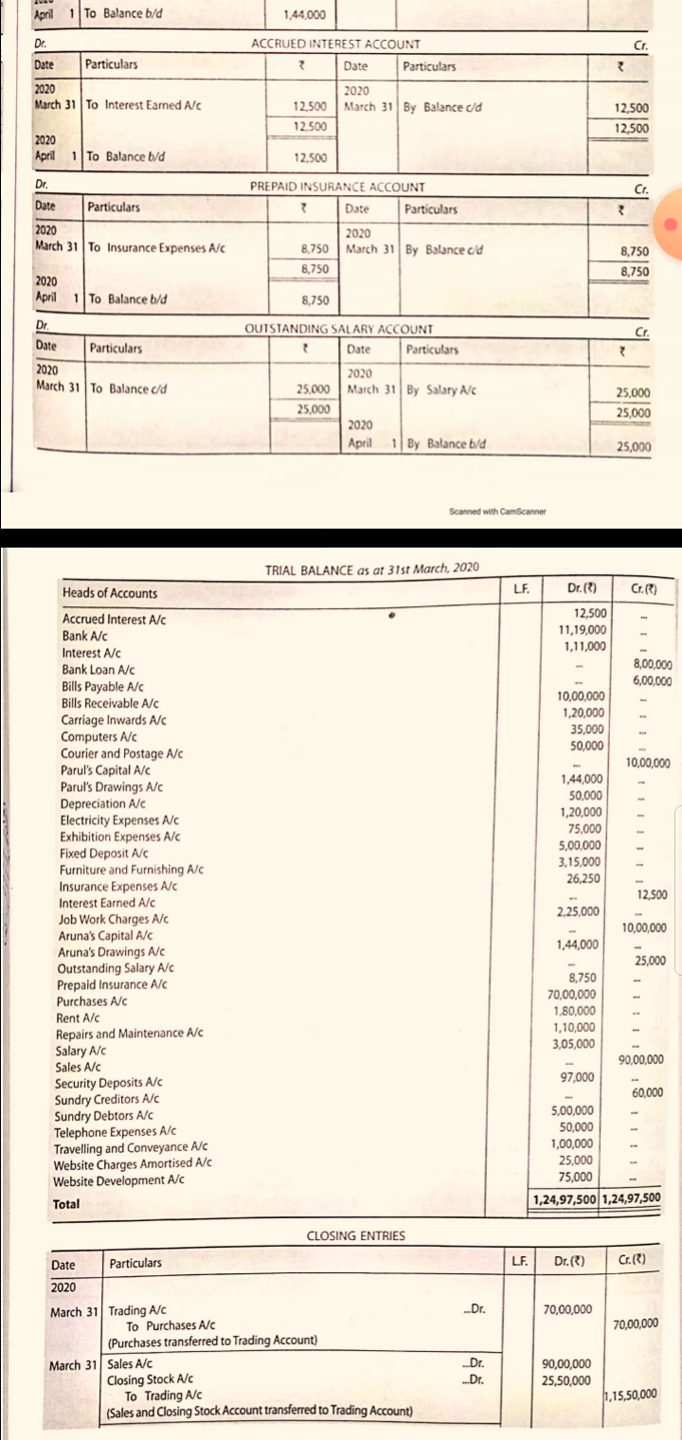 2020
April 1 To Balance b/d 1,44,000
Dr. ACCRUED INTEREST ACCOUNT Cr.
Date Particulars ₹ Date Particulars ₹
2020 2020
March 31 To Interest Earned A/c 12,500 March 31 By Balance c/d 12,500
12,500 12,500
2020
April 1 To Balance b/d 12,500
Dr. PREPAID INSURANCE ACCOUNT Cr.
Date Particulars ₹ Date Particulars ₹
2020 2020
March 31 To Insurance Expenses A/c 8,750 March 31 By Balance c/d 8,750
8,750 8,750
2020
April 1 To Balance b/d 8,750
Dr. OUTSTANDING SALARY ACCOUNT Cr.
Date Particulars ₹ Date Particulars ₹
2020 2020
March 31 To Balance c/d 25,000 March 31 By Salary A/c 25,000
25,000 25,000
2020
April 1 By Balance b/d 25,000
Scanned with CamScanner
TRIAL BALANCE as at 31st March, 2020
Heads of Accounts L.F. Dr.(₹) Cr.(₹)
Accrued Interest A/c 12,500 ...
Bank A/c 11,19,000 ...
Interest A/c 1,11,000 ...
Bank Loan A/c ... 8,00,000
Bills Payable A/c ... 6,00,000
Bills Receivable A/c 10,00,000 ...
Carriage Inwards A/c 1,20,000 ...
Computers A/c 35,000 ...
Courier and Postage A/c 50,000 ...
Parul's Capital A/c ... 10,00,000
Parul's Drawings A/c 1,44,000 ...
Depreciation A/c 50,000 ...
Electricity Expenses A/c 1,20,000 ...
Exhibition Expenses A/c 75,000 ...
Fixed Deposit A/c 5,00,000 ...
Furniture and Furnishing A/c 3,15,000 ...
Insurance Expenses A/c 26,250 ...
Interest Earned A/c ... 12,500
Job Work Charges A/c 2,25,000 ...
Aruna's Capital A/c ... 10,00,000
Aruna's Drawings A/c 1,44,000 ...
Outstanding Salary A/c ... 25,000
Prepaid Insurance A/c 8,750 ...
Purchases A/c 70,00,000 ...
Rent A/c 1,80,000 ...
Repairs and Maintenance A/c 1,10,000 ...
Salary A/c 3,05,000 ...
Sales A/c ... 90,00,000
Security Deposits A/c 97,000 ...
Sundry Creditors A/c ... 60,000
Sundry Debtors A/c 5,00,000 ...
Telephone Expenses A/c 50,000 ...
Travelling and Conveyance A/c 1,00,000 ...
Website Charges Amortised A/c 25,000 ...
Website Development A/c 75,000 ...
Total 1,24,97,500 1,24,97,500
CLOSING ENTRIES
Date Particulars L.F. Dr.(₹) Cr.(₹)
2020
March 31 Trading A/c ...Dr. 70,00,000
To Purchases A/c 70,00,000
(Purchases transferred to Trading Account)
March 31 Sales A/c ...Dr. 90,00,000
Closing Stock A/c ...Dr. 25,50,000
To Trading A/c 1,15,50,000
(Sales and Closing Stock Account transferred to Trading Account)